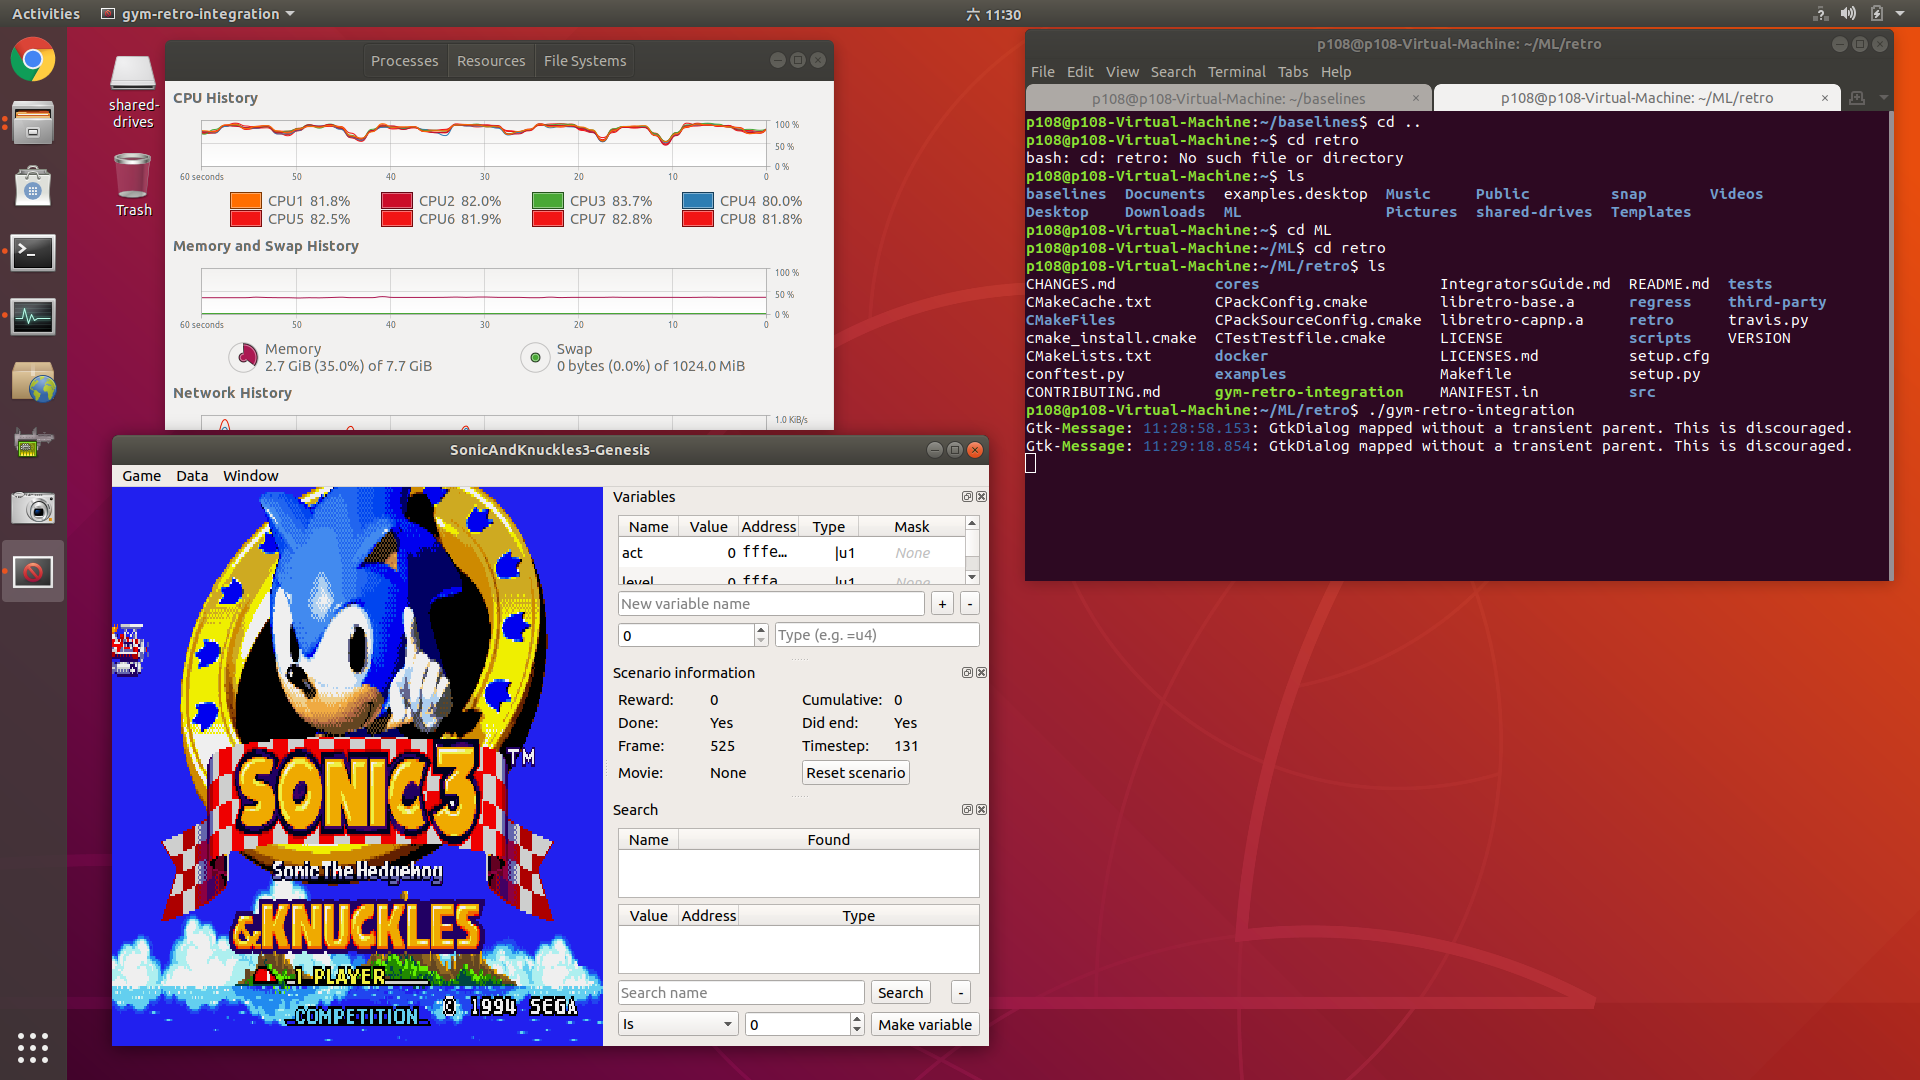 Activities
gym-retro-integration
六 11:30
shared-drives
Trash
Processes
Resources
File Systems
CPU History
100 %
50 %
0 %
60 seconds 50 40 30 20 10 0
CPU1 81.8% CPU2 82.0% CPU3 83.7% CPU4 80.0%
CPU5 82.5% CPU6 81.9% CPU7 82.8% CPU8 81.8%
Memory and Swap History
100 %
50 %
0 %
60 seconds 50 40 30 20 10 0
Memory
2.7 GiB (35.0%) of 7.7 GiB
Swap
0 bytes (0.0%) of 1024.0 MiB
Network History
1.0 KiB/s
p108@p108-Virtual-Machine: ~/ML/retro
File Edit View Search Terminal Tabs Help
p108@p108-Virtual-Machine: ~/baselines ×
p108@p108-Virtual-Machine: ~/ML/retro ×
p108@p108-Virtual-Machine:~/baselines$ cd ..
p108@p108-Virtual-Machine:~$ cd retro
bash: cd: retro: No such file or directory
p108@p108-Virtual-Machine:~$ ls
baselines Documents examples.desktop Music Public snap Videos
Desktop Downloads ML Pictures shared-drives Templates
p108@p108-Virtual-Machine:~$ cd ML
p108@p108-Virtual-Machine:~/ML$ cd retro
p108@p108-Virtual-Machine:~/ML/retro$ ls
CHANGES.md cores IntegratorsGuide.md README.md tests
CMakeCache.txt CPackConfig.cmake libretro-base.a regress third-party
CMakeFiles CPackSourceConfig.cmake libretro-capnp.a retro travis.py
cmake_install.cmake CTestTestfile.cmake LICENSE scripts VERSION
CMakeLists.txt docker LICENSES.md setup.cfg
conftest.py examples Makefile setup.py
CONTRIBUTING.md gym-retro-integration MANIFEST.in src
p108@p108-Virtual-Machine:~/ML/retro$ ./gym-retro-integration
Gtk-Message: 11:28:58.153: GtkDialog mapped without a transient parent. This is discouraged.
Gtk-Message: 11:29:18.854: GtkDialog mapped without a transient parent. This is discouraged.
SonicAndKnuckles3-Genesis
Game Data Window
SONIC 3 TM
Sonic The Hedgehog
&KNUCKLES
1 PLAYER
© 1994 SEGA
COMPETITION
Variables
Name Value Address Type Mask
act 0 fffe... |u1 None
level 0 fffa |u1 None
New variable name + -
0 Type (e.g. =u4)
Scenario information
Reward: 0 Cumulative: 0
Done: Yes Did end: Yes
Frame: 525 Timestep: 131
Movie: None Reset scenario
Search
Name Found
Value Address Type
Search name Search -
Is 0 Make variable